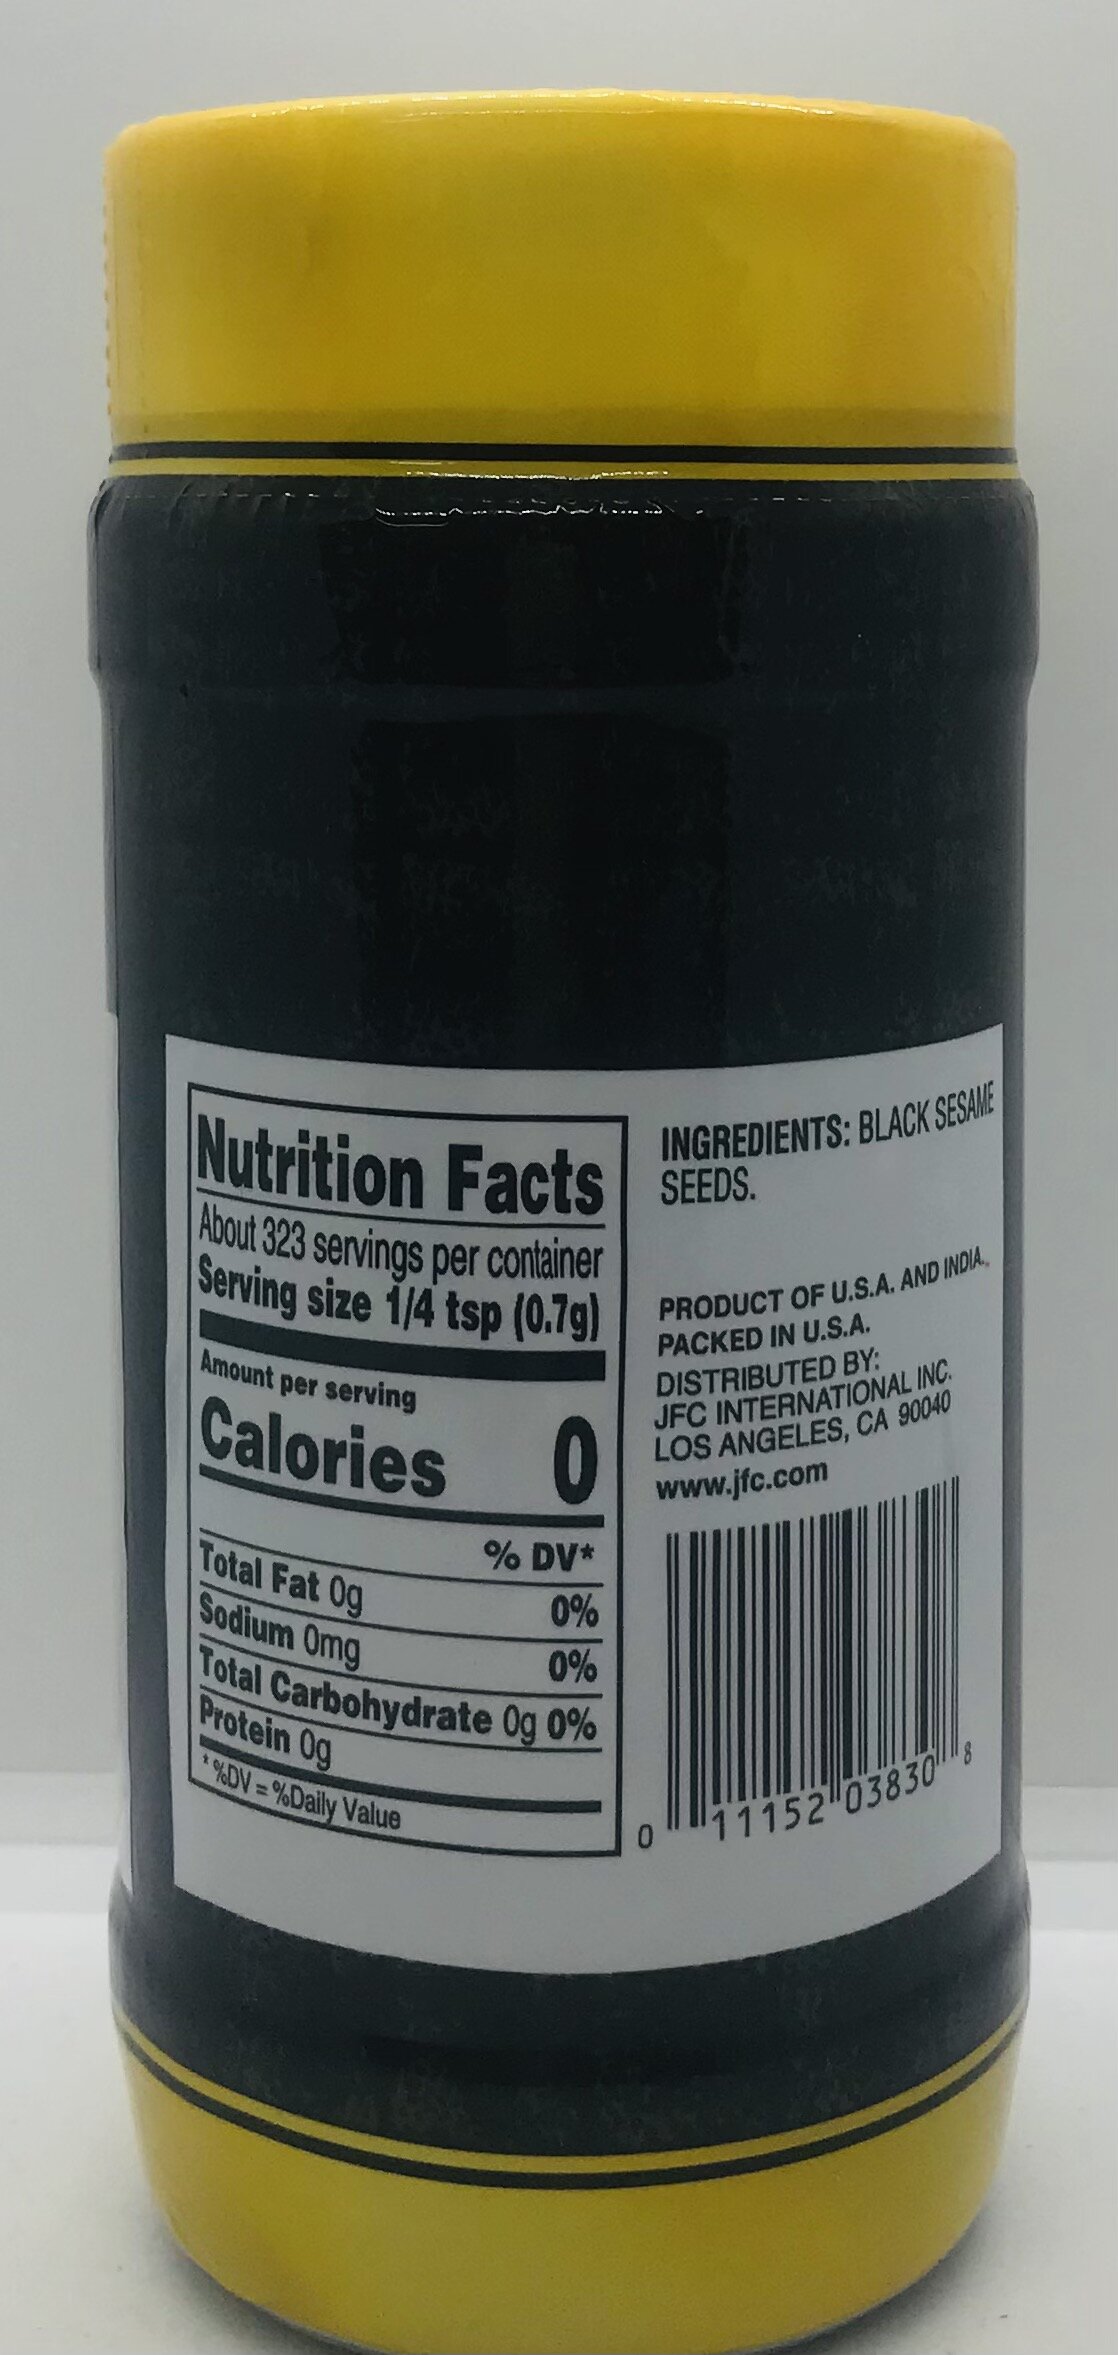 Nutrition Facts
About 323 servings per container
Serving size 1/4 tsp (0.7g)
Amount per serving
Calories 0
% DV*
Total Fat 0g 0%
Sodium 0mg 0%
Total Carbohydrate 0g 0%
Protein 0g
* %DV = %Daily Value
INGREDIENTS: BLACK SESAME
SEEDS.
PRODUCT OF U.S.A. AND INDIA.
PACKED IN U.S.A.
DISTRIBUTED BY:
JFC INTERNATIONAL INC.
LOS ANGELES, CA 90040
www.jfc.com
0 11152 03830 8